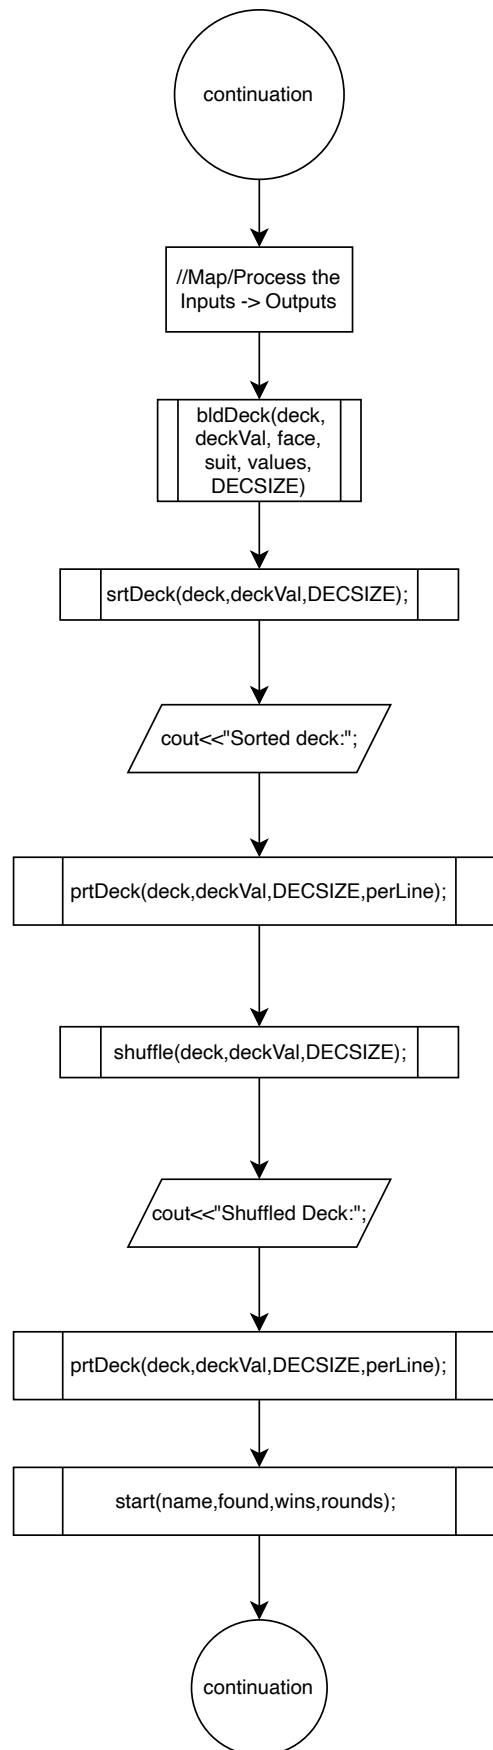 continuation
//Map/Process the
Inputs -> Outputs
bldDeck(deck,
deckVal, face,
suit, values,
DECSIZE)
srtDeck(deck,deckVal,DECSIZE);
cout<<"Sorted deck:";
prtDeck(deck,deckVal,DECSIZE,perLine);
shuffle(deck,deckVal,DECSIZE);
cout<<"Shuffled Deck:";
prtDeck(deck,deckVal,DECSIZE,perLine);
start(name,found,wins,rounds);
continuation